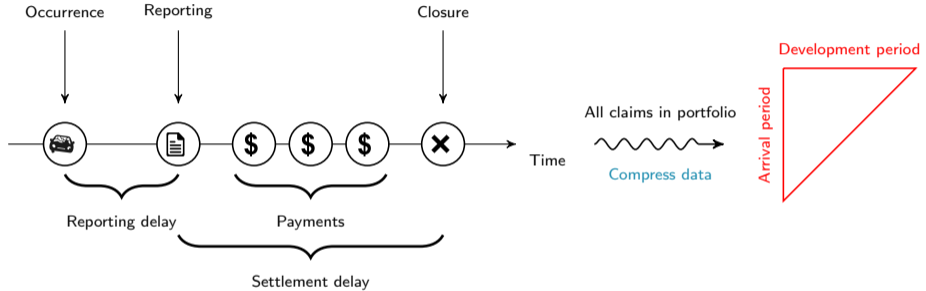 Occurrence
Reporting
Closure
$ $ $
Time
Reporting delay
Payments
Settlement delay
All claims in portfolio
Compress data
Development period
Arrival period